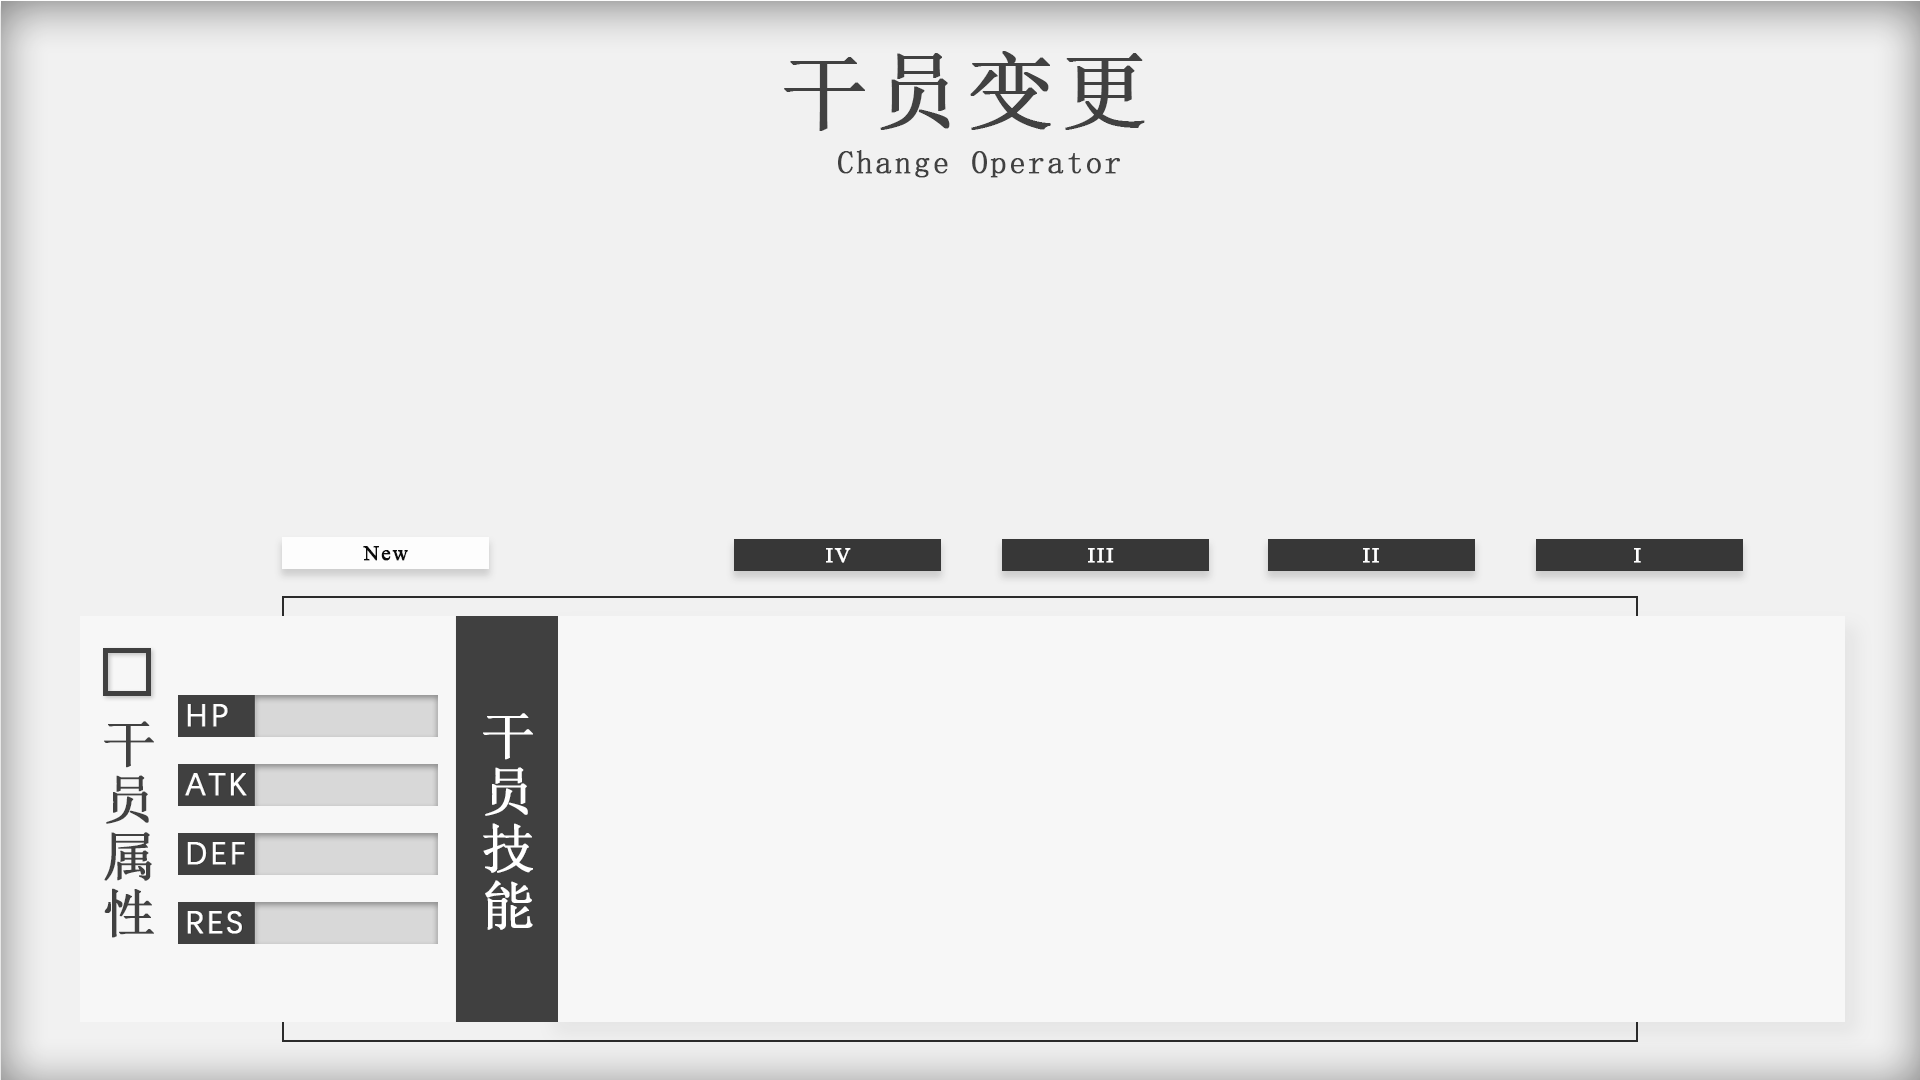 干员变更
Change Operator
New
IV
III
II
I
干员属性
HP
ATK
DEF
RES
干员技能